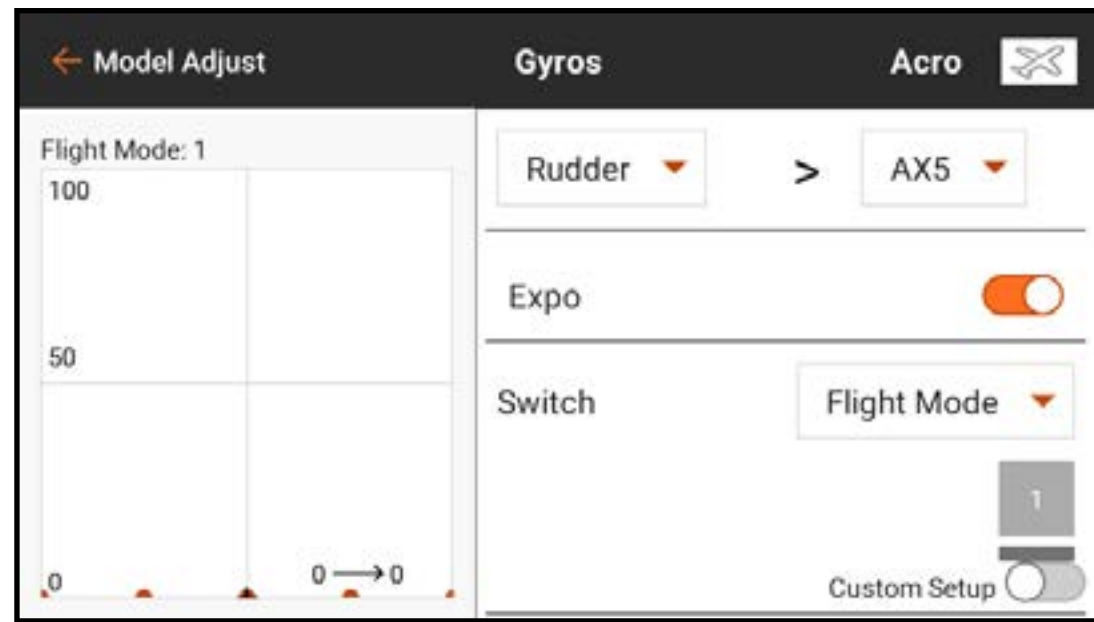 Model Adjust
Gyros
Acro
Flight Mode: 1
100
50
0
0 → 0
Rudder
>
AX5
Expo
Switch
Flight Mode
1
Custom Setup